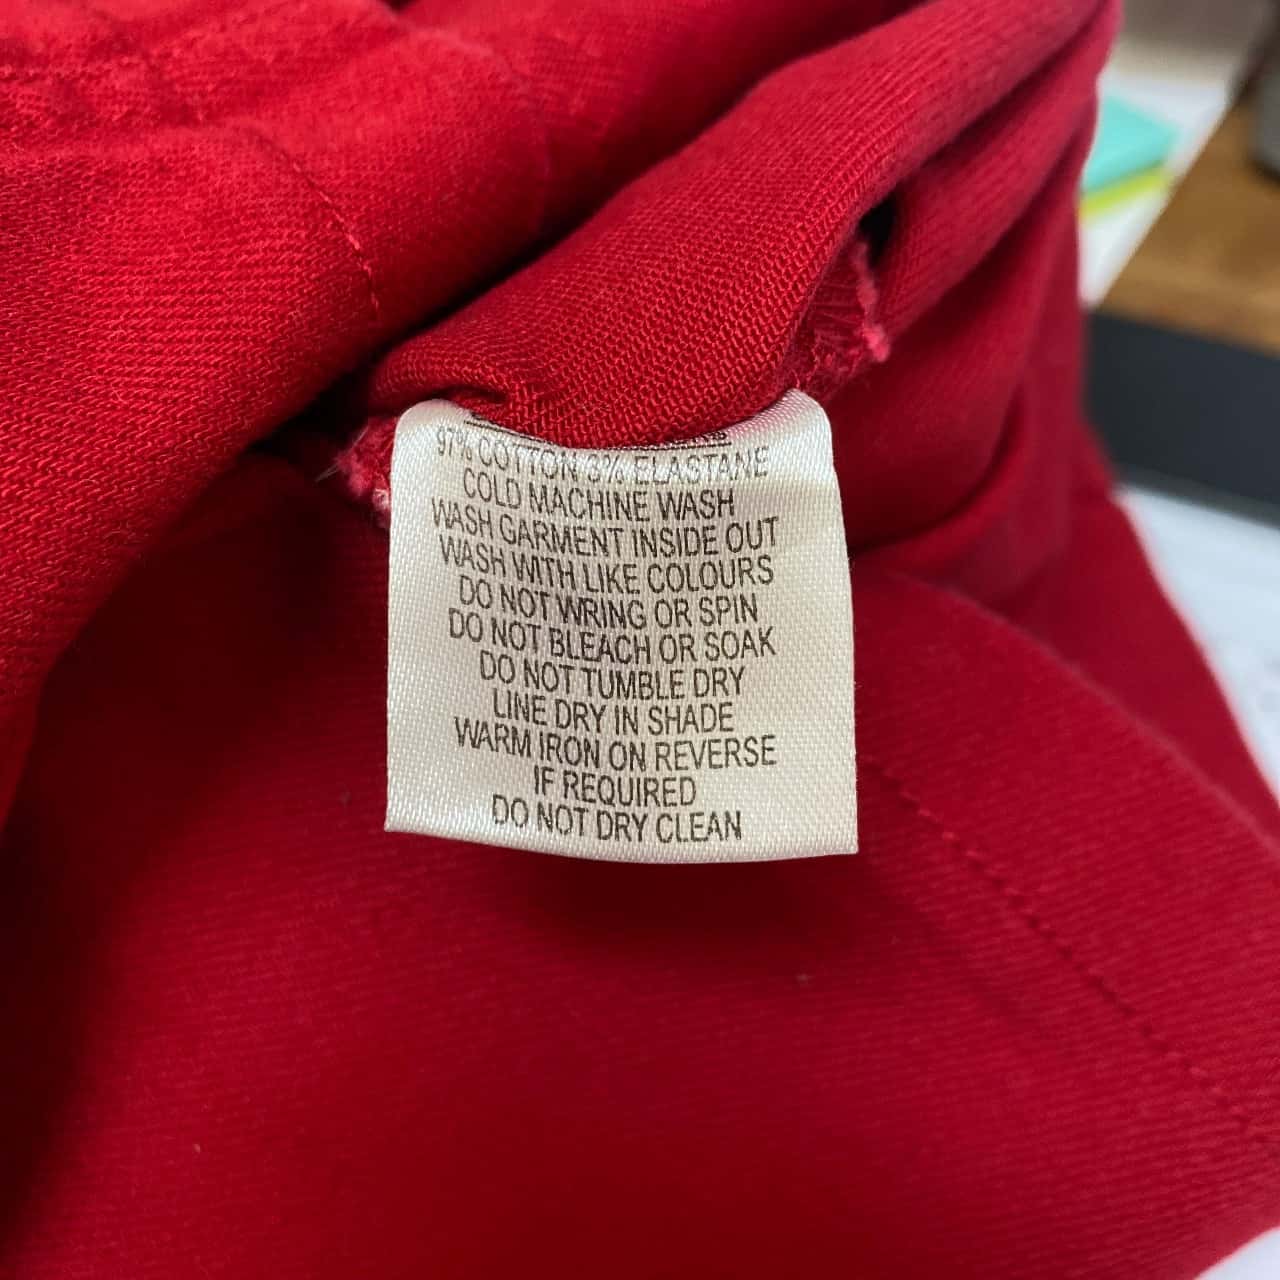 97% COTTON 3% ELASTANE
COLD MACHINE WASH
WASH GARMENT INSIDE OUT
WASH WITH LIKE COLOURS
DO NOT WRING OR SPIN
DO NOT BLEACH OR SOAK
DO NOT TUMBLE DRY
LINE DRY IN SHADE
WARM IRON ON REVERSE
IF REQUIRED
DO NOT DRY CLEAN